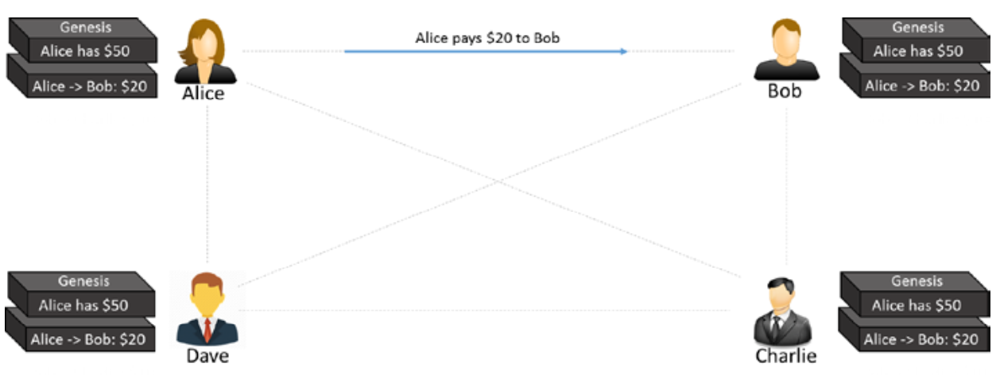 Genesis
Alice has $50
Alice -> Bob: $20
Alice
Alice pays $20 to Bob
Bob
Genesis
Alice has $50
Alice -> Bob: $20
Genesis
Alice has $50
Alice -> Bob: $20
Dave
Charlie
Genesis
Alice has $50
Alice -> Bob: $20